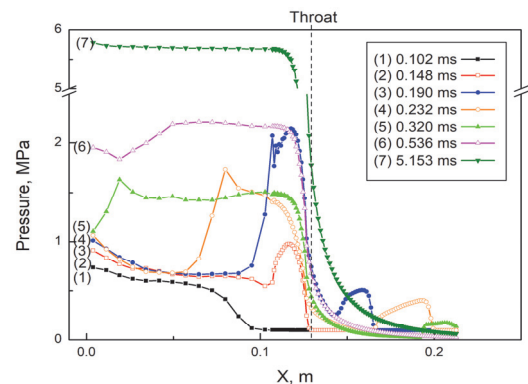 Throat
(7)
6
5
2
1
0
(6)
(5)
(4)
(3)
(2)
(1)
Pressure, MPa
(1) 0.102 ms
(2) 0.148 ms
(3) 0.190 ms
(4) 0.232 ms
(5) 0.320 ms
(6) 0.536 ms
(7) 5.153 ms
0.0
0.1
0.2
X, m